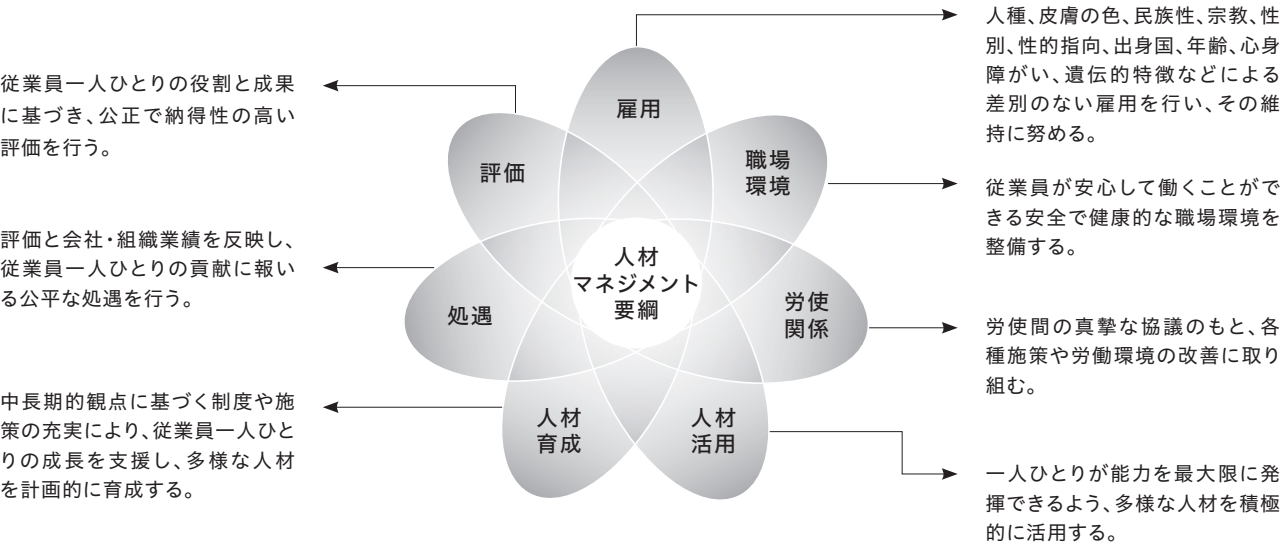 人種、皮膚の色、民族性、宗教、性
別、性的指向、出身国、年齢、心身
障がい、遺伝的特徴などによる
差別のない雇用を行い、その維
持に努める。
従業員一人ひとりの役割と成果
に基づき、公正で納得性の高い
評価を行う。
雇用
評価
職場
環境
従業員が安心して働くことがで
きる安全で健康的な職場環境を
整備する。
評価と会社・組織業績を反映し、
従業員一人ひとりの貢献に報い
る公平な処遇を行う。
人材
マネジメント
要綱
処遇
労使
関係
労使間の真摯な協議のもと、各
種施策や労働環境の改善に取り
組む。
中長期的観点に基づく制度や施
策の充実により、従業員一人ひと
りの成長を支援し、多様な人材
を計画的に育成する。
人材
育成
人材
活用
一人ひとりが能力を最大限に発
揮できるよう、多様な人材を積極
的に活用する。